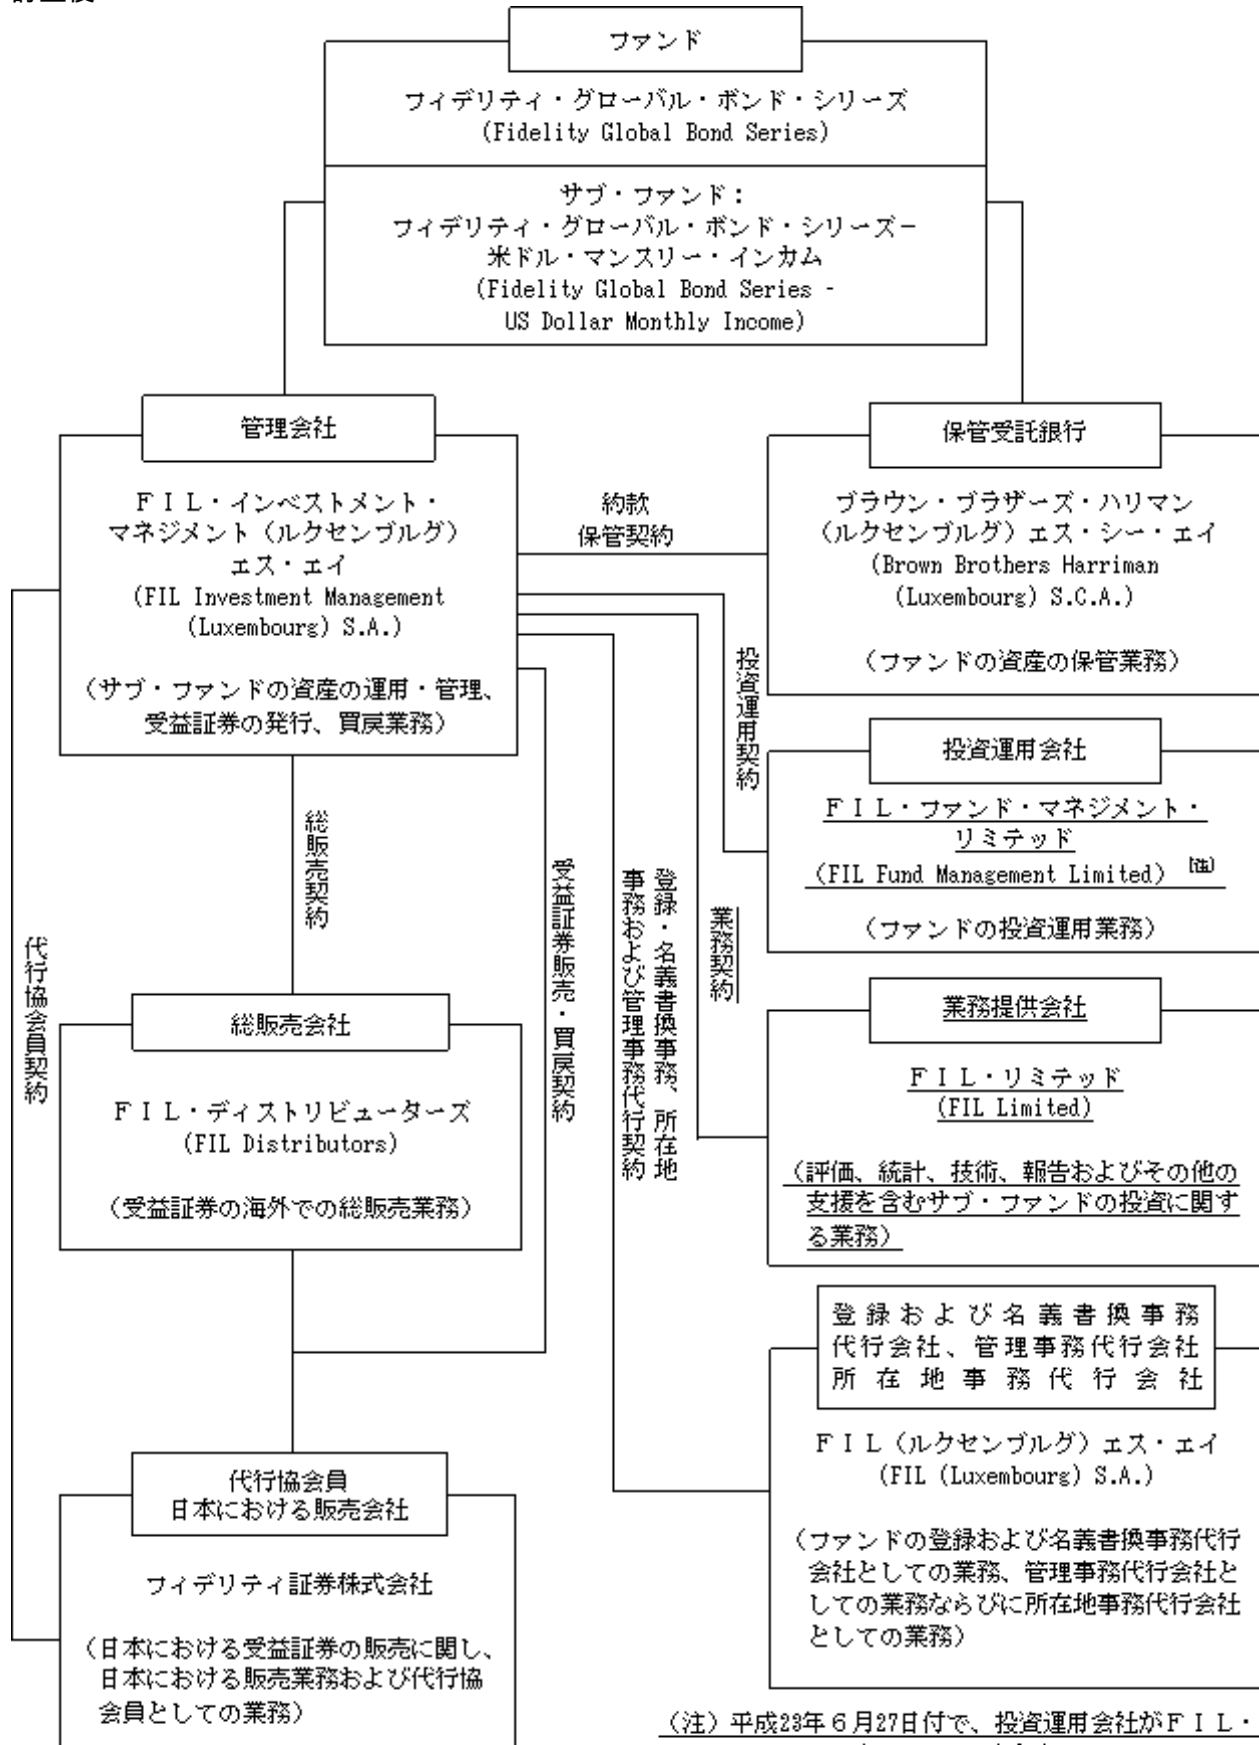 ファンド
フィデリティ・グローバル・ボンド・シリーズ
(Fidelity Global Bond Series)
サブ・ファンド：
フィデリティ・グローバル・ボンド・シリーズ－
米ドル・マンスリー・インカム
(Fidelity Global Bond Series -
US Dollar Monthly Income)
管理会社
ＦＩＬ・インベストメント・
マネジメント（ルクセンブルグ）
エス・エイ
(FIL Investment Management
(Luxembourg) S.A.)
（サブ・ファンドの資産の運用・管理、
受益証券の発行、買戻業務）
約款
保管契約
保管受託銀行
ブラウン・ブラザーズ・ハリマン
（ルクセンブルグ）エス・シー・エイ
(Brown Brothers Harriman
(Luxembourg) S.C.A.)
（ファンドの資産の保管業務）
投資運用契約
投資運用会社
ＦＩＬ・ファンド・マネジメント・
リミテッド
(FIL Fund Management Limited) (注)
（ファンドの投資運用業務）
総販売契約
受益証券販売・買戻契約
登録・名義書換事務、所在地
事務および管理事務代行契約
業務契約
代行協会員契約
業務提供会社
ＦＩＬ・リミテッド
(FIL Limited)
（評価、統計、技術、報告およびその他の
支援を含むサブ・ファンドの投資に関す
る業務）
総販売会社
ＦＩＬ・ディストリビューターズ
(FIL Distributors)
（受益証券の海外での総販売業務）
登録および名義書換事務
代行会社、管理事務代行会社
所在地事務代行会社
ＦＩＬ（ルクセンブルグ）エス・エイ
(FIL (Luxembourg) S.A.)
（ファンドの登録および名義書換事務代行
会社としての業務、管理事務代行会社と
しての業務ならびに所在地事務代行会社
としての業務）
代行協会員
日本における販売会社
フィデリティ証券株式会社
（日本における受益証券の販売に関し、
日本における販売業務および代行協
会員としての業務）
（注）平成23年６月27日付で、投資運用会社がＦＩＬ・